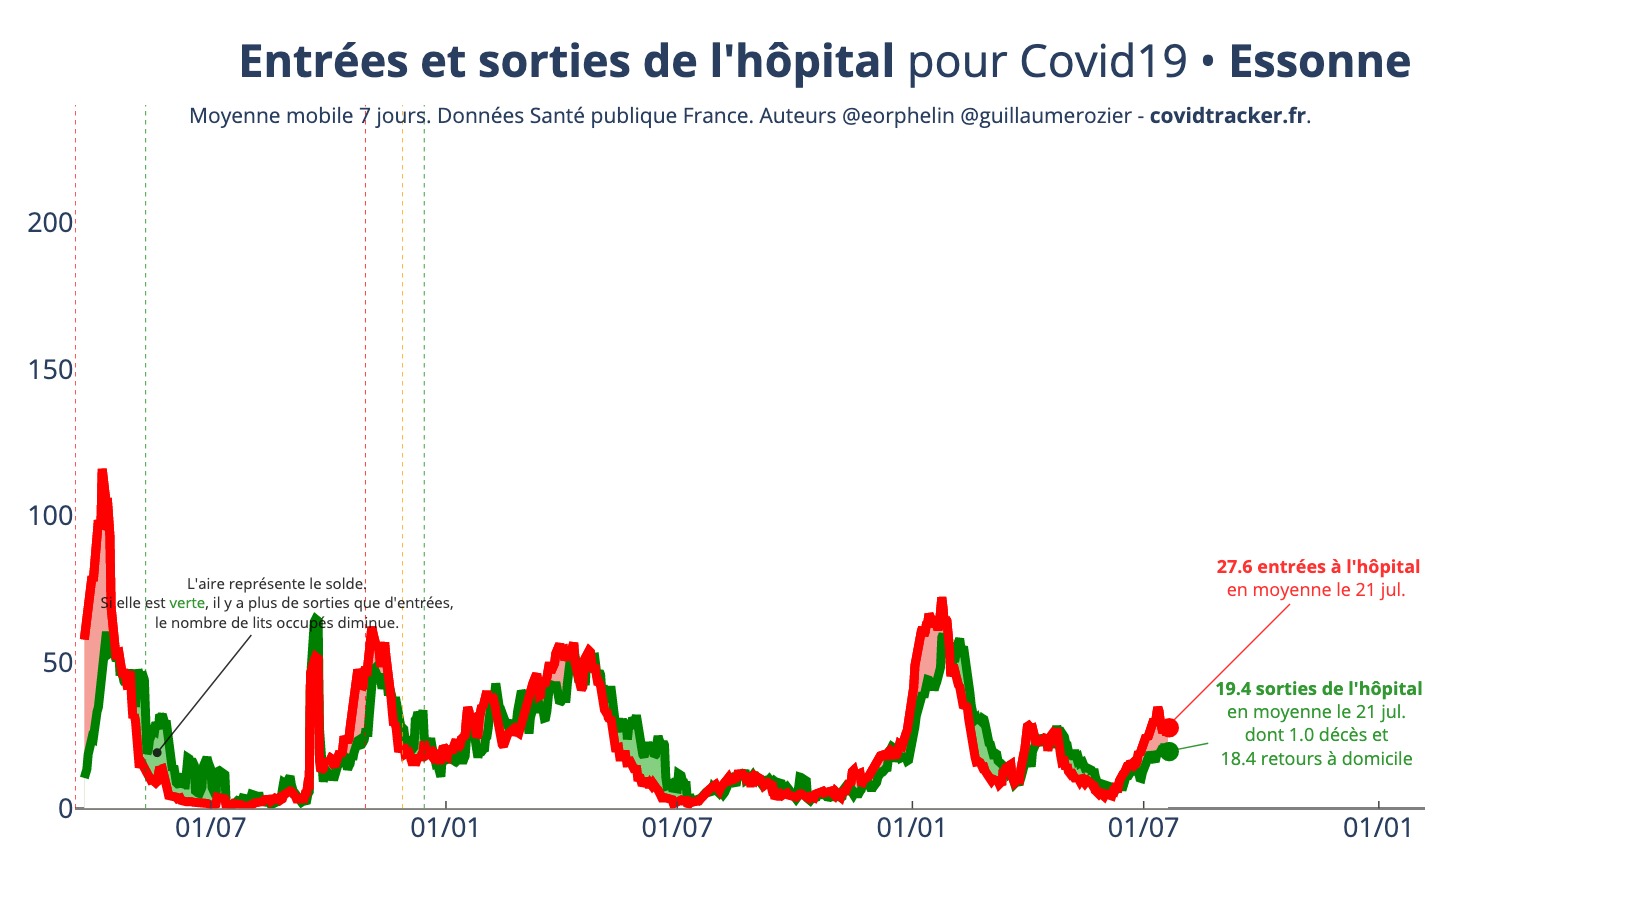 Entrées et sorties de l'hôpital pour Covid19 • Essonne
Moyenne mobile 7 jours. Données Santé publique France. Auteurs @eorphelin @guillaumerozier - covidtracker.fr.
200
150
100
50
0
L'aire représente le solde.
Si elle est verte, il y a plus de sorties que d'entrées,
le nombre de lits occupés diminue.
27.6 entrées à l'hôpital
en moyenne le 21 jul.
19.4 sorties de l'hôpital
en moyenne le 21 jul.
dont 1.0 décès et
18.4 retours à domicile
01/07 01/01 01/07 01/01 01/07 01/01